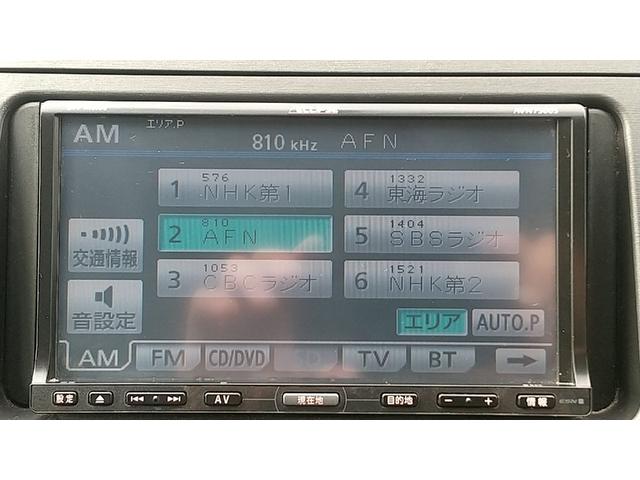 AM エリア.P 810 kHz AFN
1 576 NHK第1
4 1332 東海ラジオ
2 810 AFN
5 1404 SBSラジオ
3 1053 CBCラジオ
6 1521 NHK第2
交通情報
音設定
エリア AUTO.P
AM FM CD/DVD SD TV BT
設定 AV 現在地 目的地 - + 情報 ESN